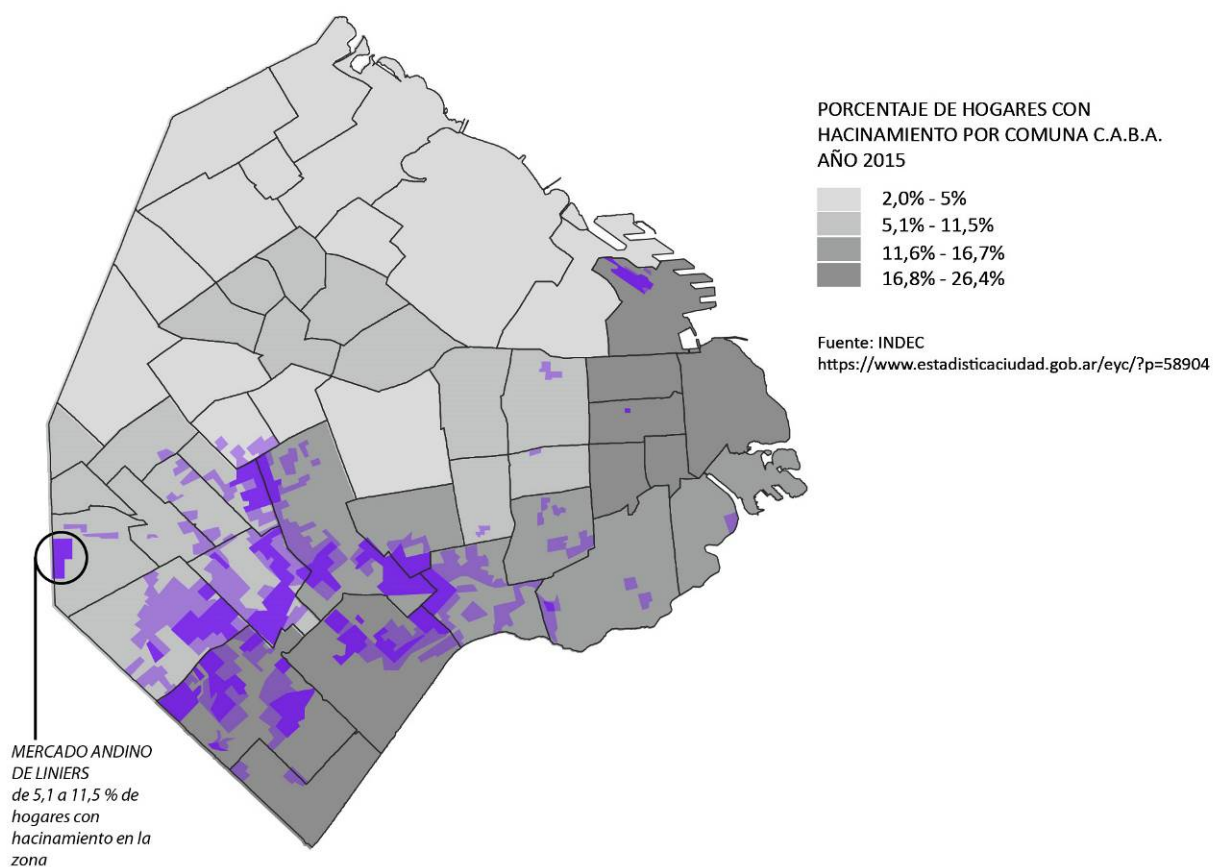 PORCENTAJE DE HOGARES CON
HACINAMIENTO POR COMUNA C.A.B.A.
AÑO 2015
2,0% - 5%
5,1% - 11,5%
11,6% - 16,7%
16,8% - 26,4%
Fuente: INDEC
https://www.estadisticaciudad.gob.ar/eyc/?p=58904
MERCADO ANDINO
DE LINIERS
de 5,1 a 11,5 % de
hogares con
hacinamiento en la
zona